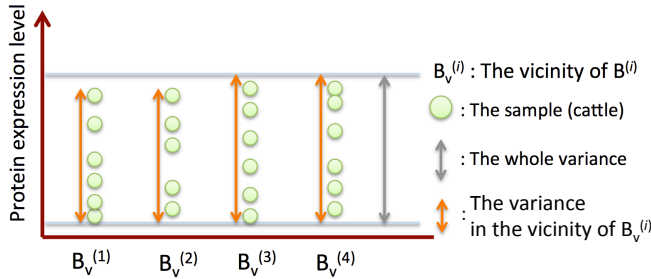 Protein expression level
Bᵥ⁽¹⁾
Bᵥ⁽²⁾
Bᵥ⁽³⁾
Bᵥ⁽⁴⁾
Bᵥ⁽ⁱ⁾ : The vicinity of B⁽ⁱ⁾
: The sample (cattle)
: The whole variance
: The variance
in the vicinity of Bᵥ⁽ⁱ⁾